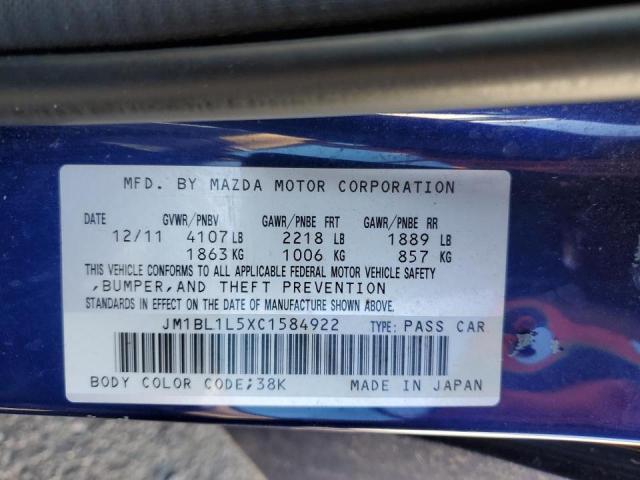 MFD. BY MAZDA MOTOR CORPORATION
DATE GVWR/PNBV GAWR/PNBE FRT GAWR/PNBE RR
12/11 4107 LB 2218 LB 1889 LB
1863 KG 1006 KG 857 KG
THIS VEHICLE CONFORMS TO ALL APPLICABLE FEDERAL MOTOR VEHICLE SAFETY
,BUMPER,AND THEFT PREVENTION
STANDARDS IN EFFECT ON THE DATE OF MANUFACTURE SHOWN ABOVE.
JM1BL1L5XC1584922 TYPE: PASS CAR
BODY COLOR CODE;38K MADE IN JAPAN